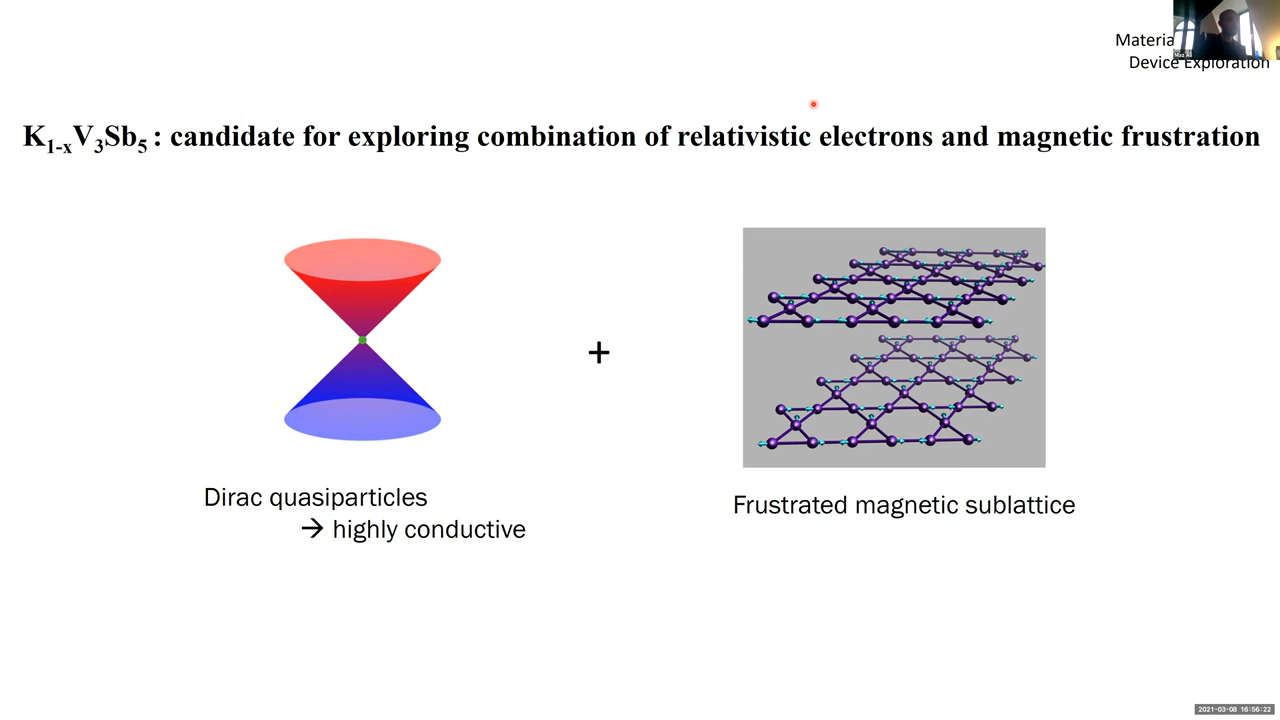 Device Exploration
K1-xV3Sb5 : candidate for exploring combination of relativistic electrons and magnetic frustration
+
Dirac quasiparticles
→ highly conductive
Frustrated magnetic sublattice
2021-03-08 16:56:22